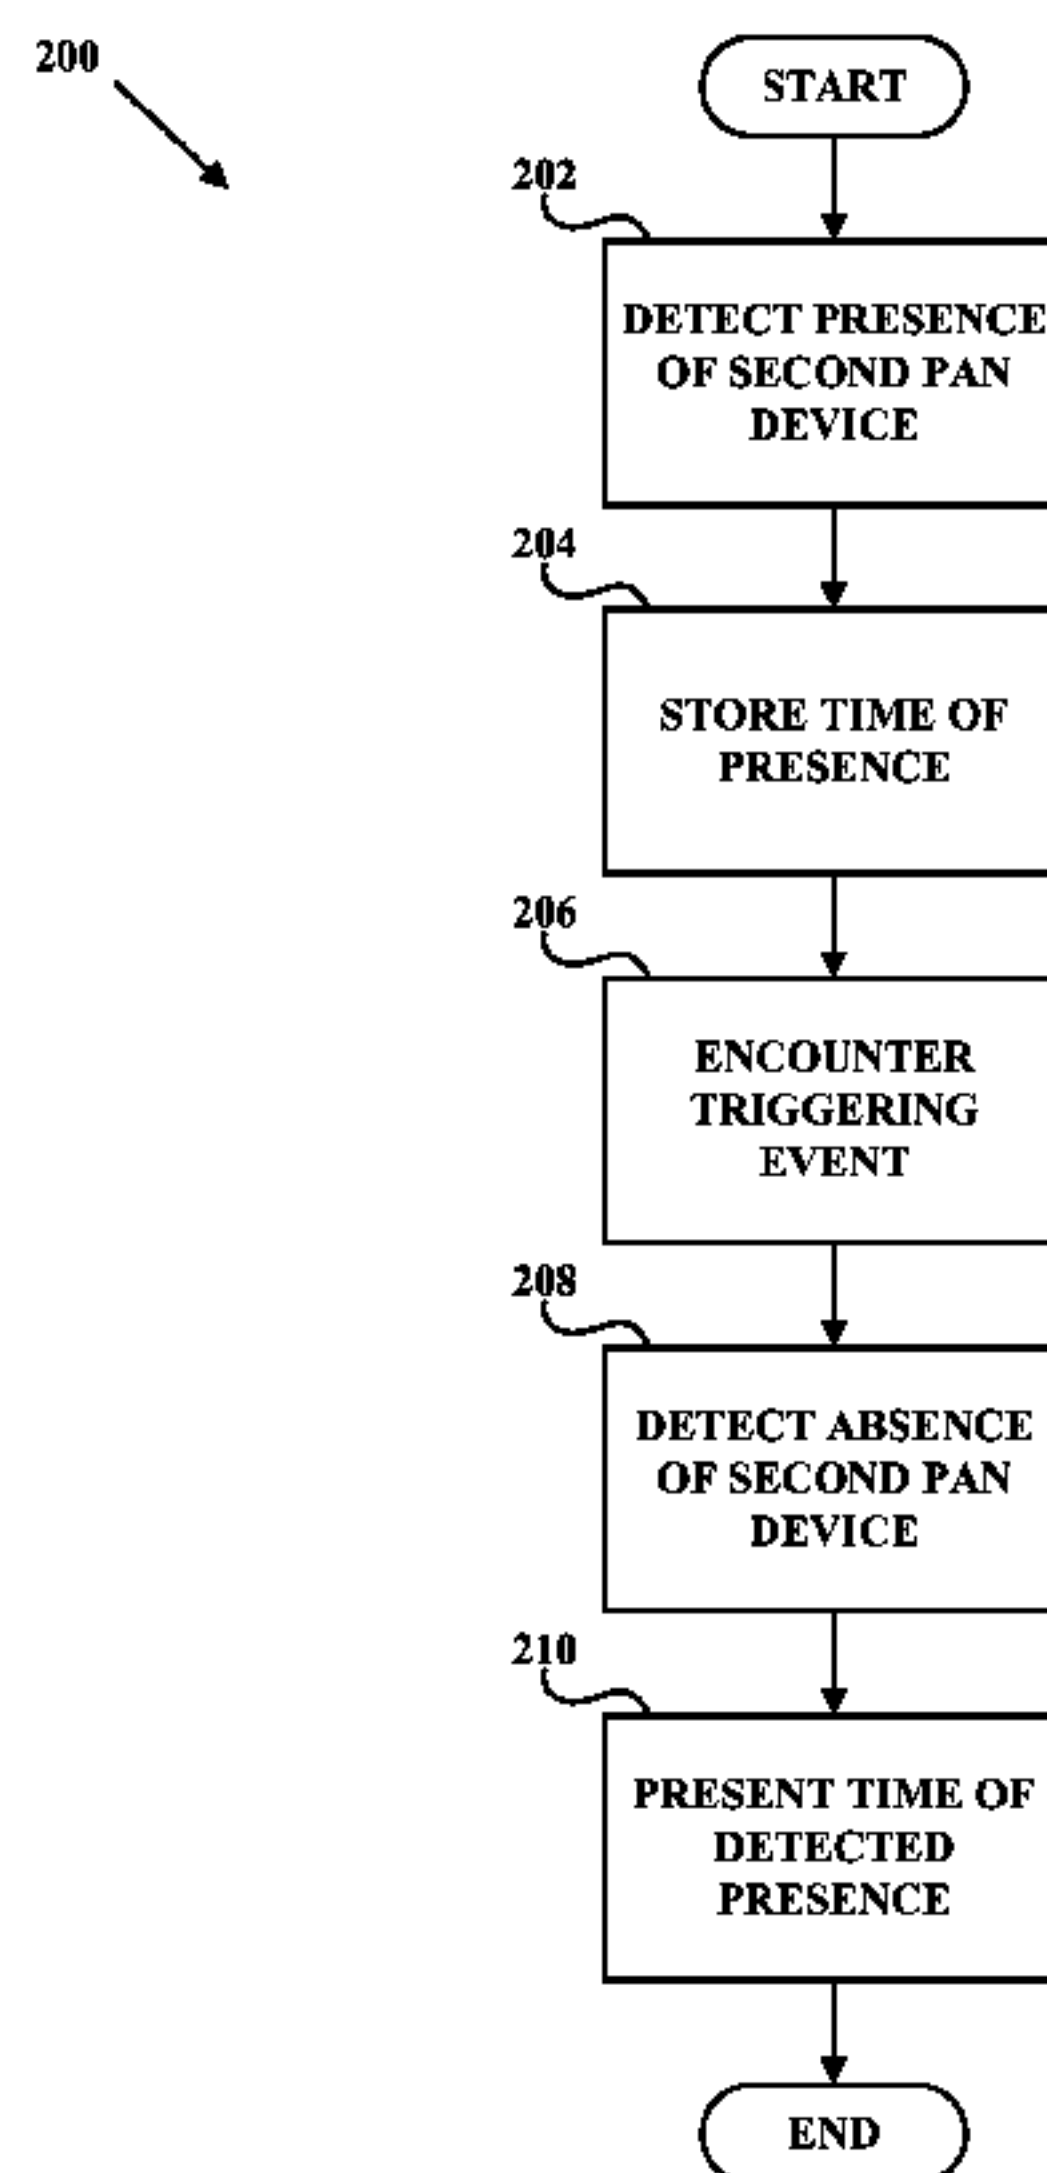 200
START
202
DETECT PRESENCE
OF SECOND PAN
DEVICE
204
STORE TIME OF
PRESENCE
206
ENCOUNTER
TRIGGERING
EVENT
208
DETECT ABSENCE
OF SECOND PAN
DEVICE
210
PRESENT TIME OF
DETECTED
PRESENCE
END